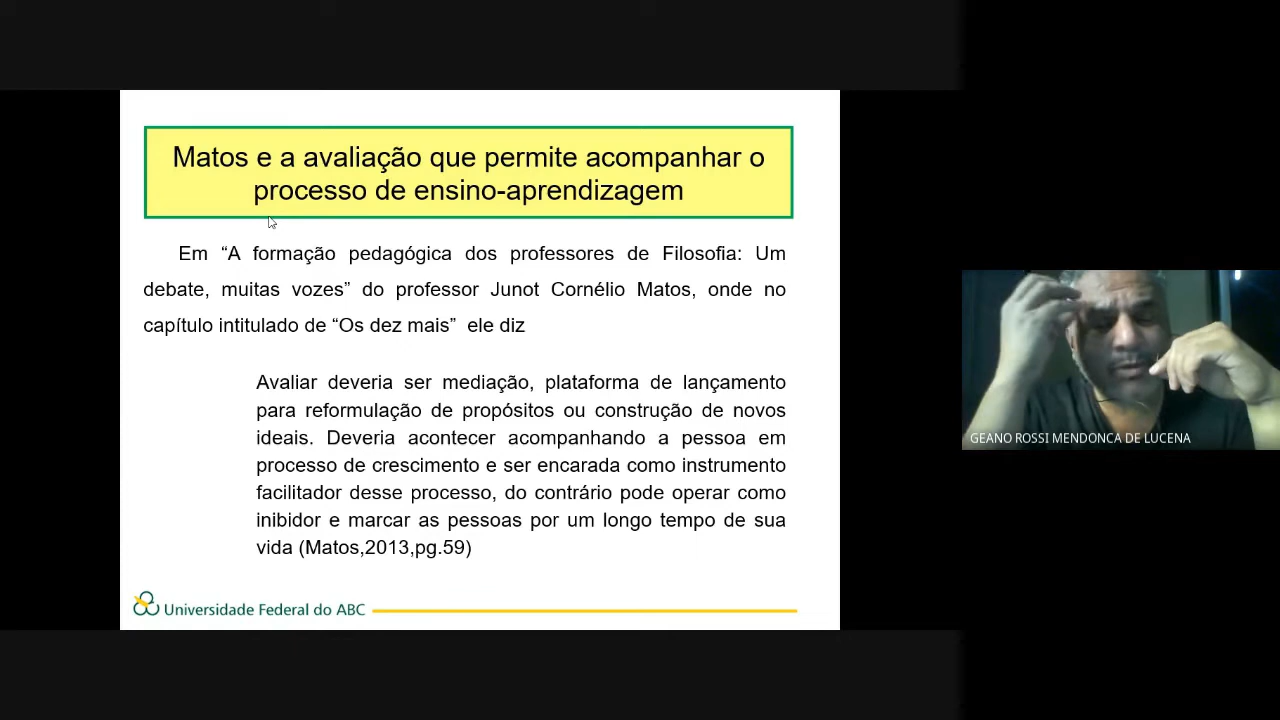 Matos e a avaliação que permite acompanhar o
processo de ensino-aprendizagem
Em “A formação pedagógica dos professores de Filosofia: Um
debate, muitas vozes” do professor Junot Cornélio Matos, onde no
capítulo intitulado de “Os dez mais” ele diz
Avaliar deveria ser mediação, plataforma de lançamento
para reformulação de propósitos ou construção de novos
ideais. Deveria acontecer acompanhando a pessoa em
processo de crescimento e ser encarada como instrumento
facilitador desse processo, do contrário pode operar como
inibidor e marcar as pessoas por um longo tempo de sua
vida (Matos,2013,pg.59)
Universidade Federal do ABC
GEANO ROSSI MENDONCA DE LUCENA